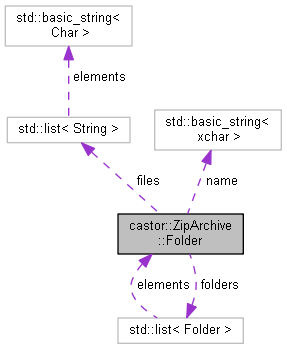 std::basic_string<
Char >
elements
std::list< String >
std::basic_string<
xchar >
files
name
castor::ZipArchive
::Folder
elements
folders
std::list< Folder >